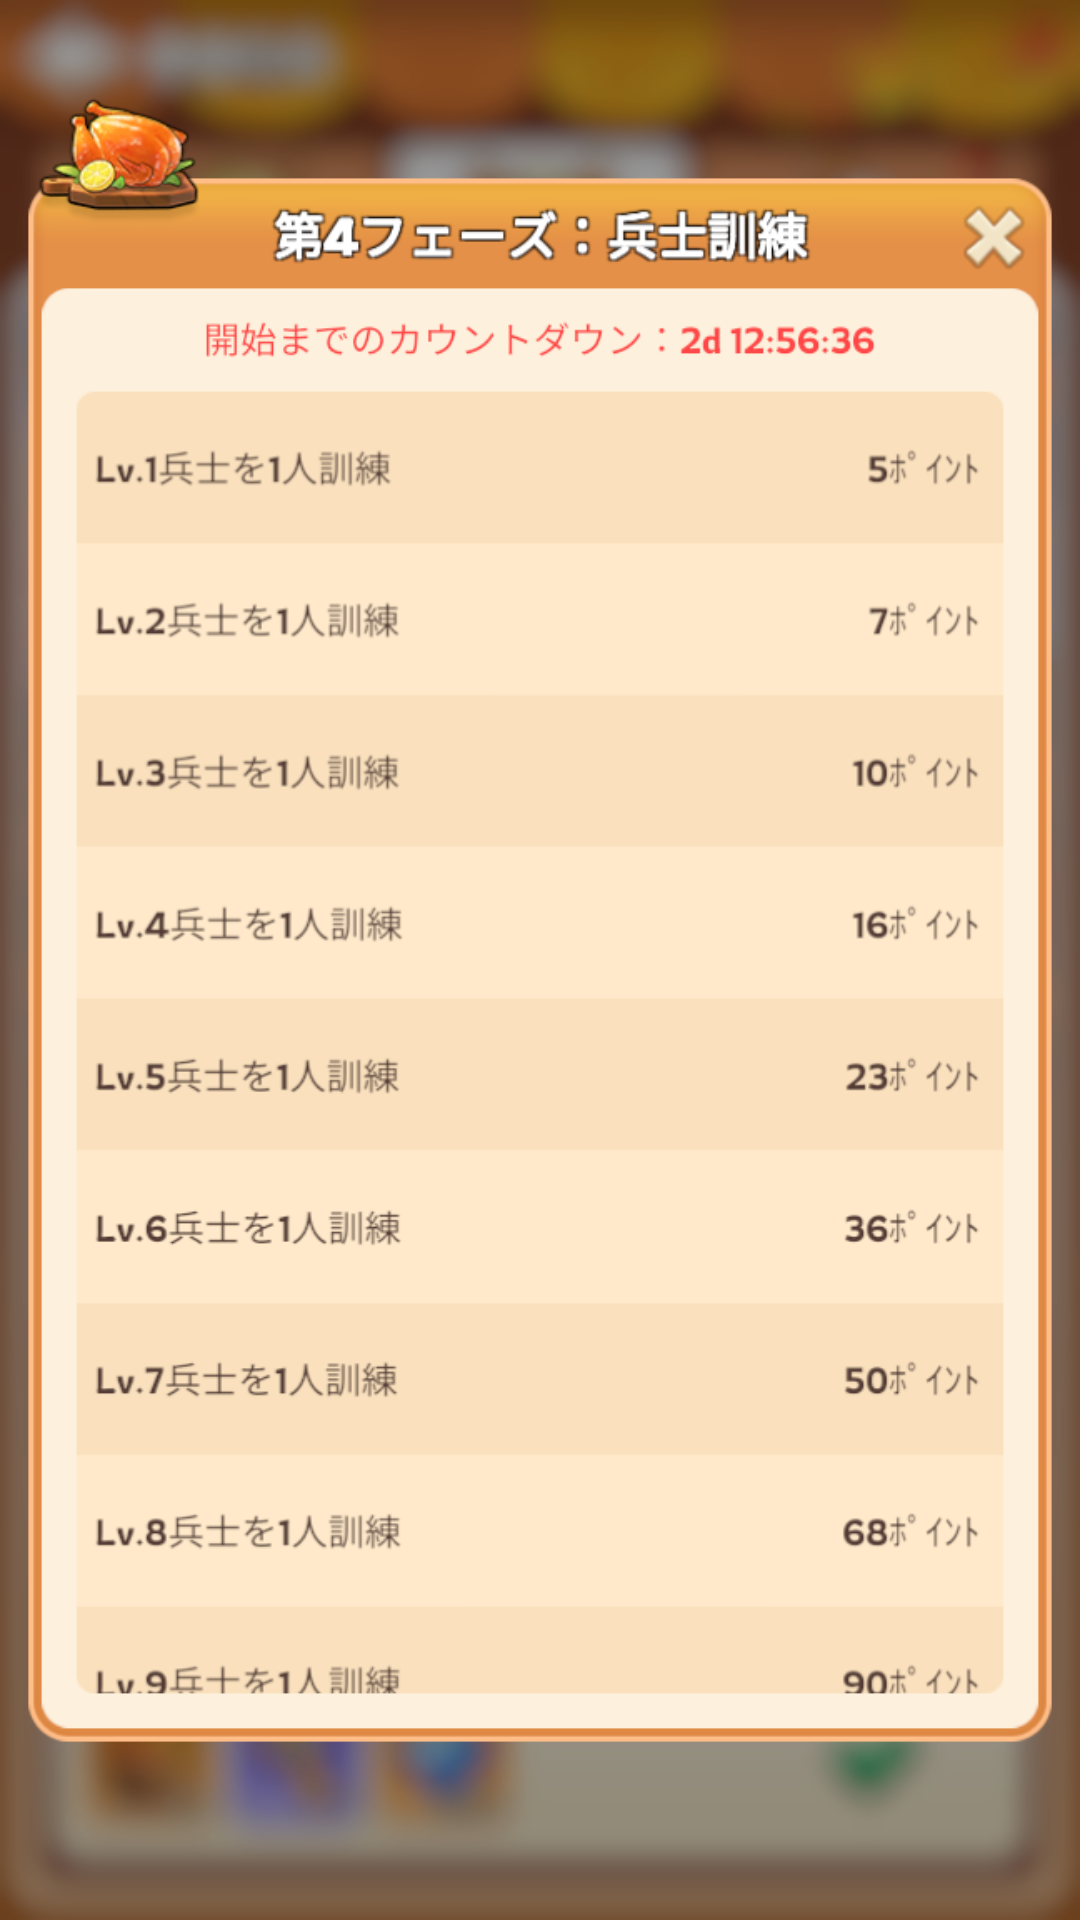 第4フェーズ：兵士訓練
開始までのカウントダウン：2d 12:56:36
Lv.1兵士を1人訓練 5ﾎﾟｲﾝﾄ
Lv.2兵士を1人訓練 7ﾎﾟｲﾝﾄ
Lv.3兵士を1人訓練 10ﾎﾟｲﾝﾄ
Lv.4兵士を1人訓練 16ﾎﾟｲﾝﾄ
Lv.5兵士を1人訓練 23ﾎﾟｲﾝﾄ
Lv.6兵士を1人訓練 36ﾎﾟｲﾝﾄ
Lv.7兵士を1人訓練 50ﾎﾟｲﾝﾄ
Lv.8兵士を1人訓練 68ﾎﾟｲﾝﾄ
Lv.9兵士を1人訓練 90ﾎﾟｲﾝﾄ